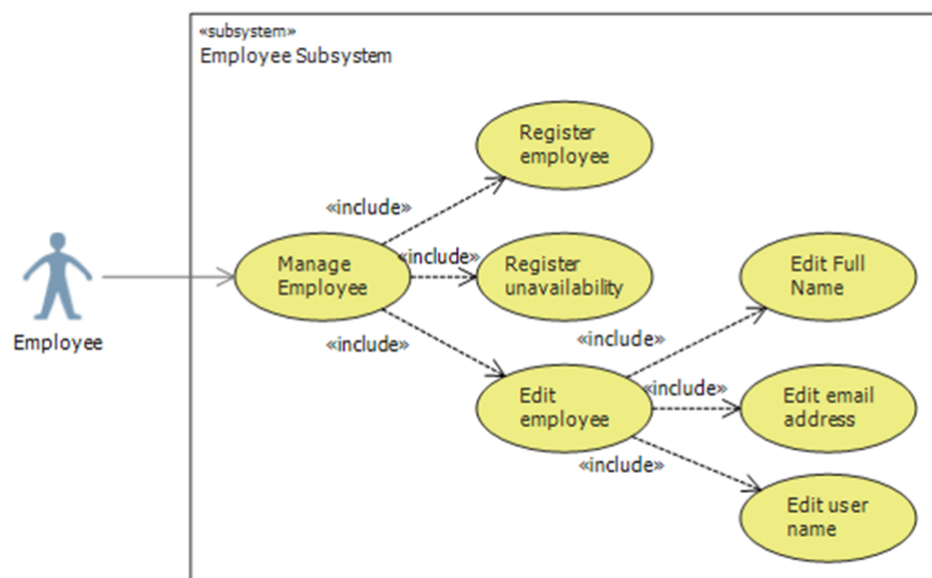 «subsystem»
Employee Subsystem
Register
employee
«include»
Manage
Employee
«include»
Register
unavailability
Edit Full
Name
Employee
«include»
«include»
Edit
employee
«include»
Edit email
address
«include»
Edit user
name